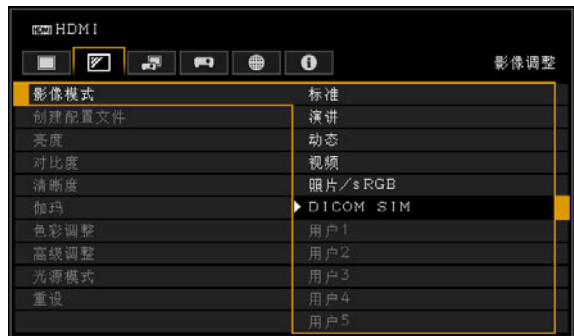 HDMI HDMI
影像调整
影像模式
创建配置文件
亮度
对比度
清晰度
伽玛
色彩调整
高级调整
光源模式
重设
标准
演讲
动态
视频
照片/sRGB
DICOM SIM
用户1
用户2
用户3
用户4
用户5